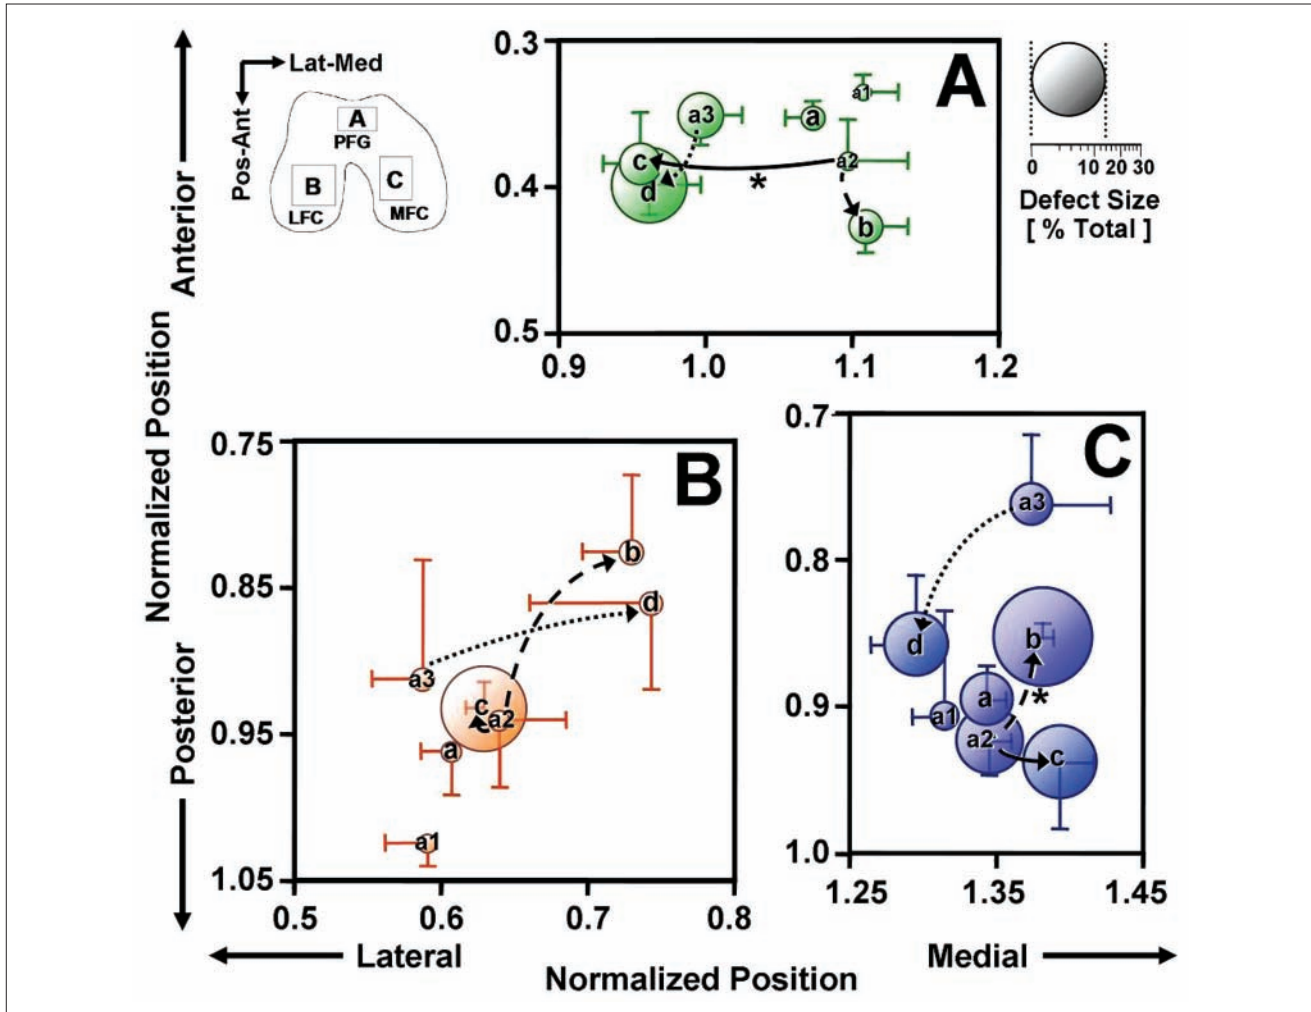 Lat-Med
Pos-Ant
A
PFG
B
C
LFC
MFC
0.3
0.4
0.5
0.9
1.0
1.1
1.2
A
a3
a
a1
a2
c
d
b
*
0
10
20
30
Defect Size
[ % Total ]
Anterior
Normalized Position
Posterior
0.75
0.85
0.95
1.05
0.5
0.6
0.7
0.8
B
b
d
a3
c
a2
a
a1
0.7
0.8
0.9
1.0
1.25
1.35
1.45
C
a3
b
d
a
a1
a2
c
*
Lateral
Normalized Position
Medial